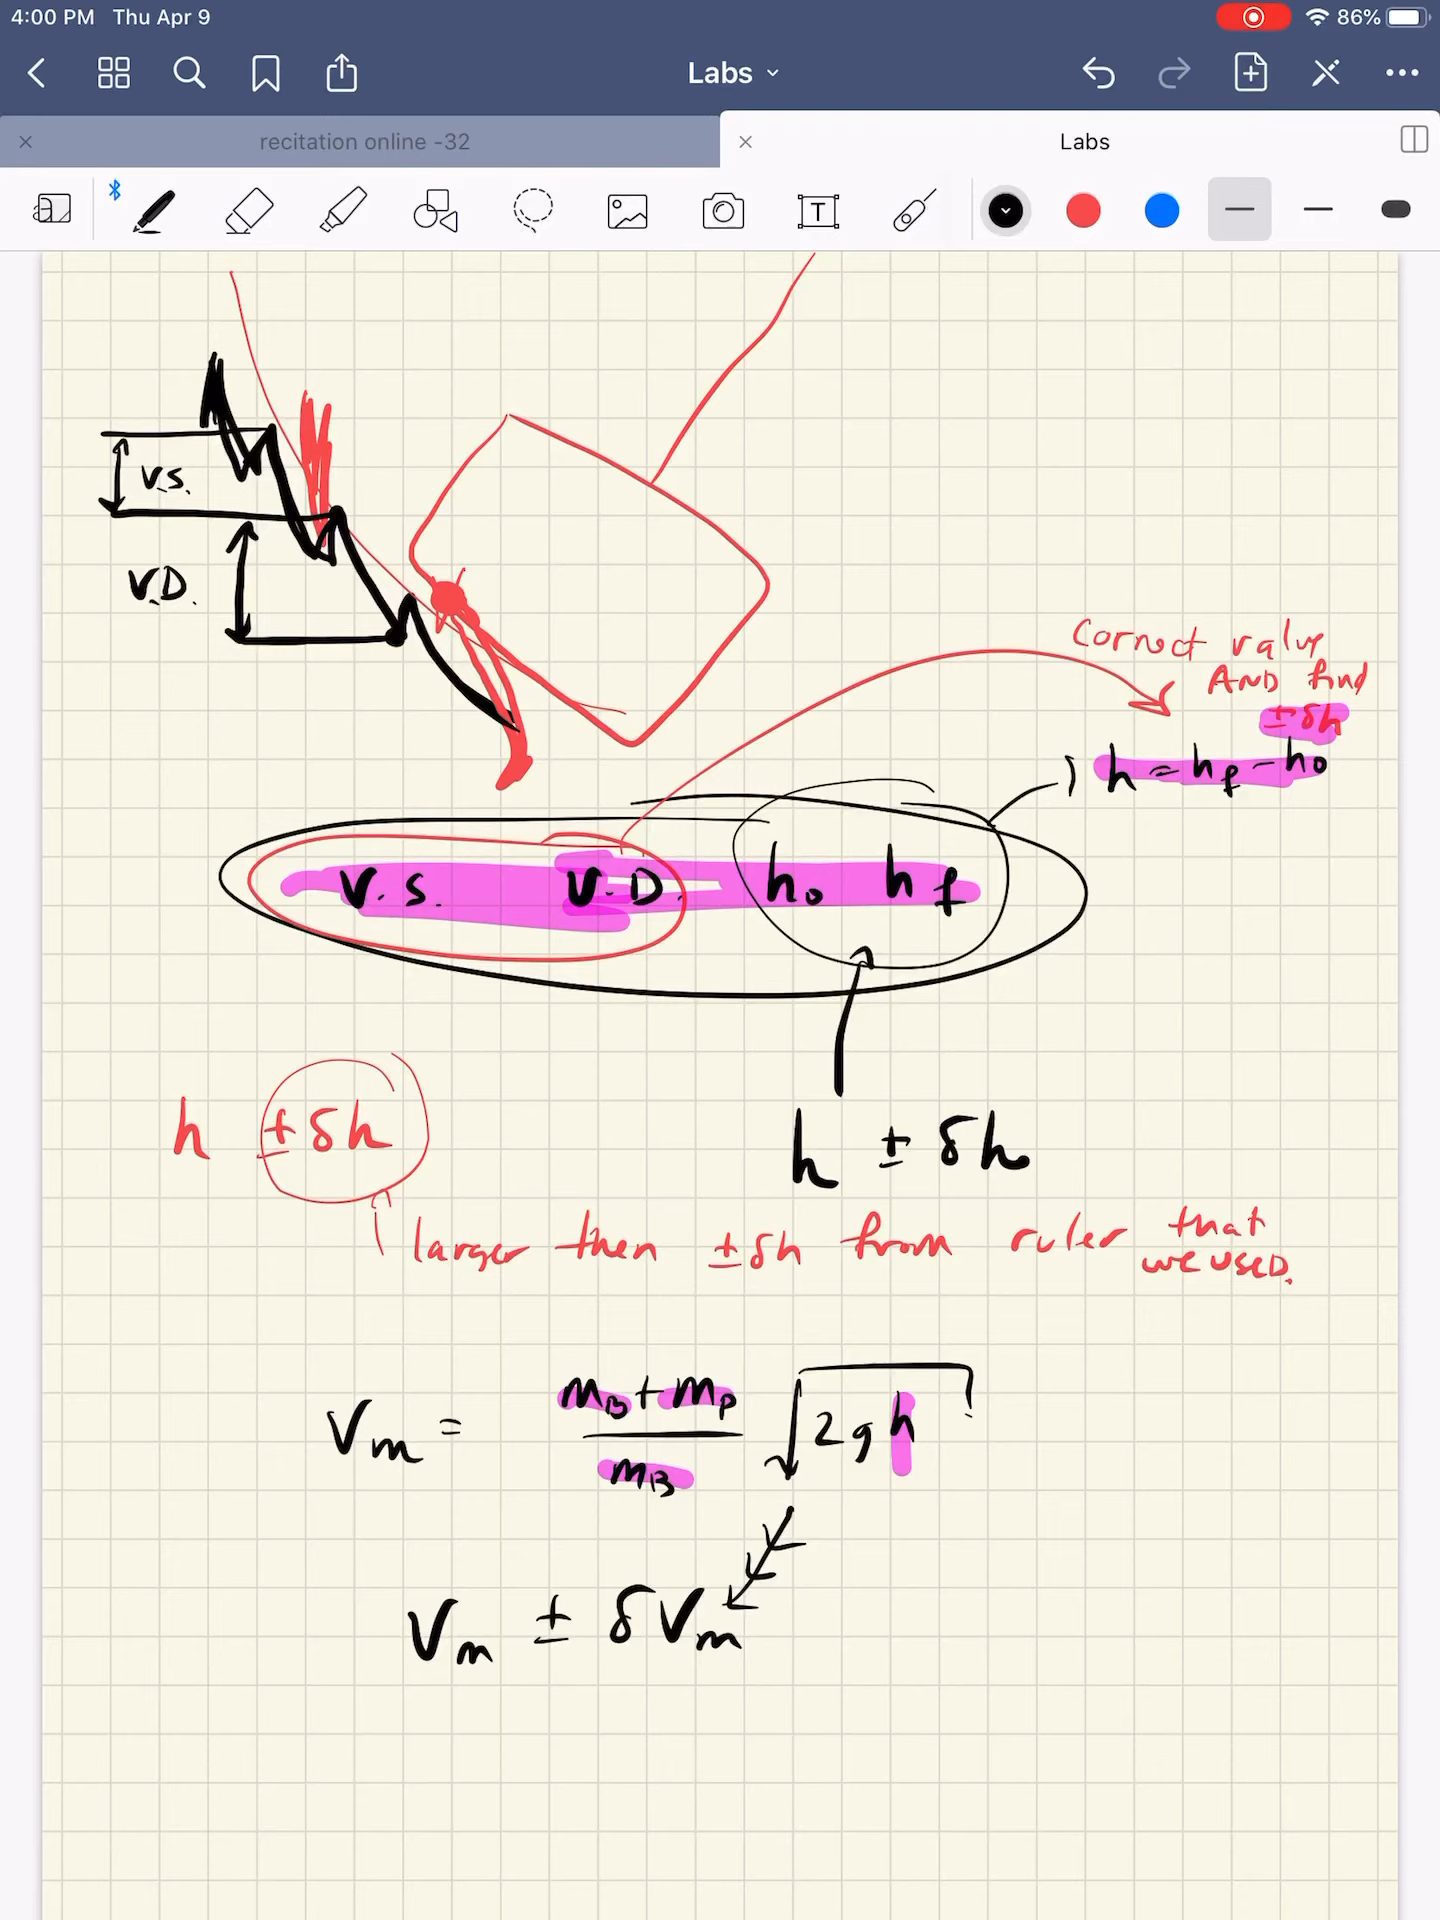 4:00 PM Thu Apr 9
86%
Labs
recitation online -32
Labs
T
V.S.
V.D.
Correct value
AND find
± δh
h = hf - ho
V.S. V.D. ho hf
h ± δh
h ± δh
larger then ± δh from ruler that
we used.
Vm = mB + mP / mB √2gh
Vm ± δVm